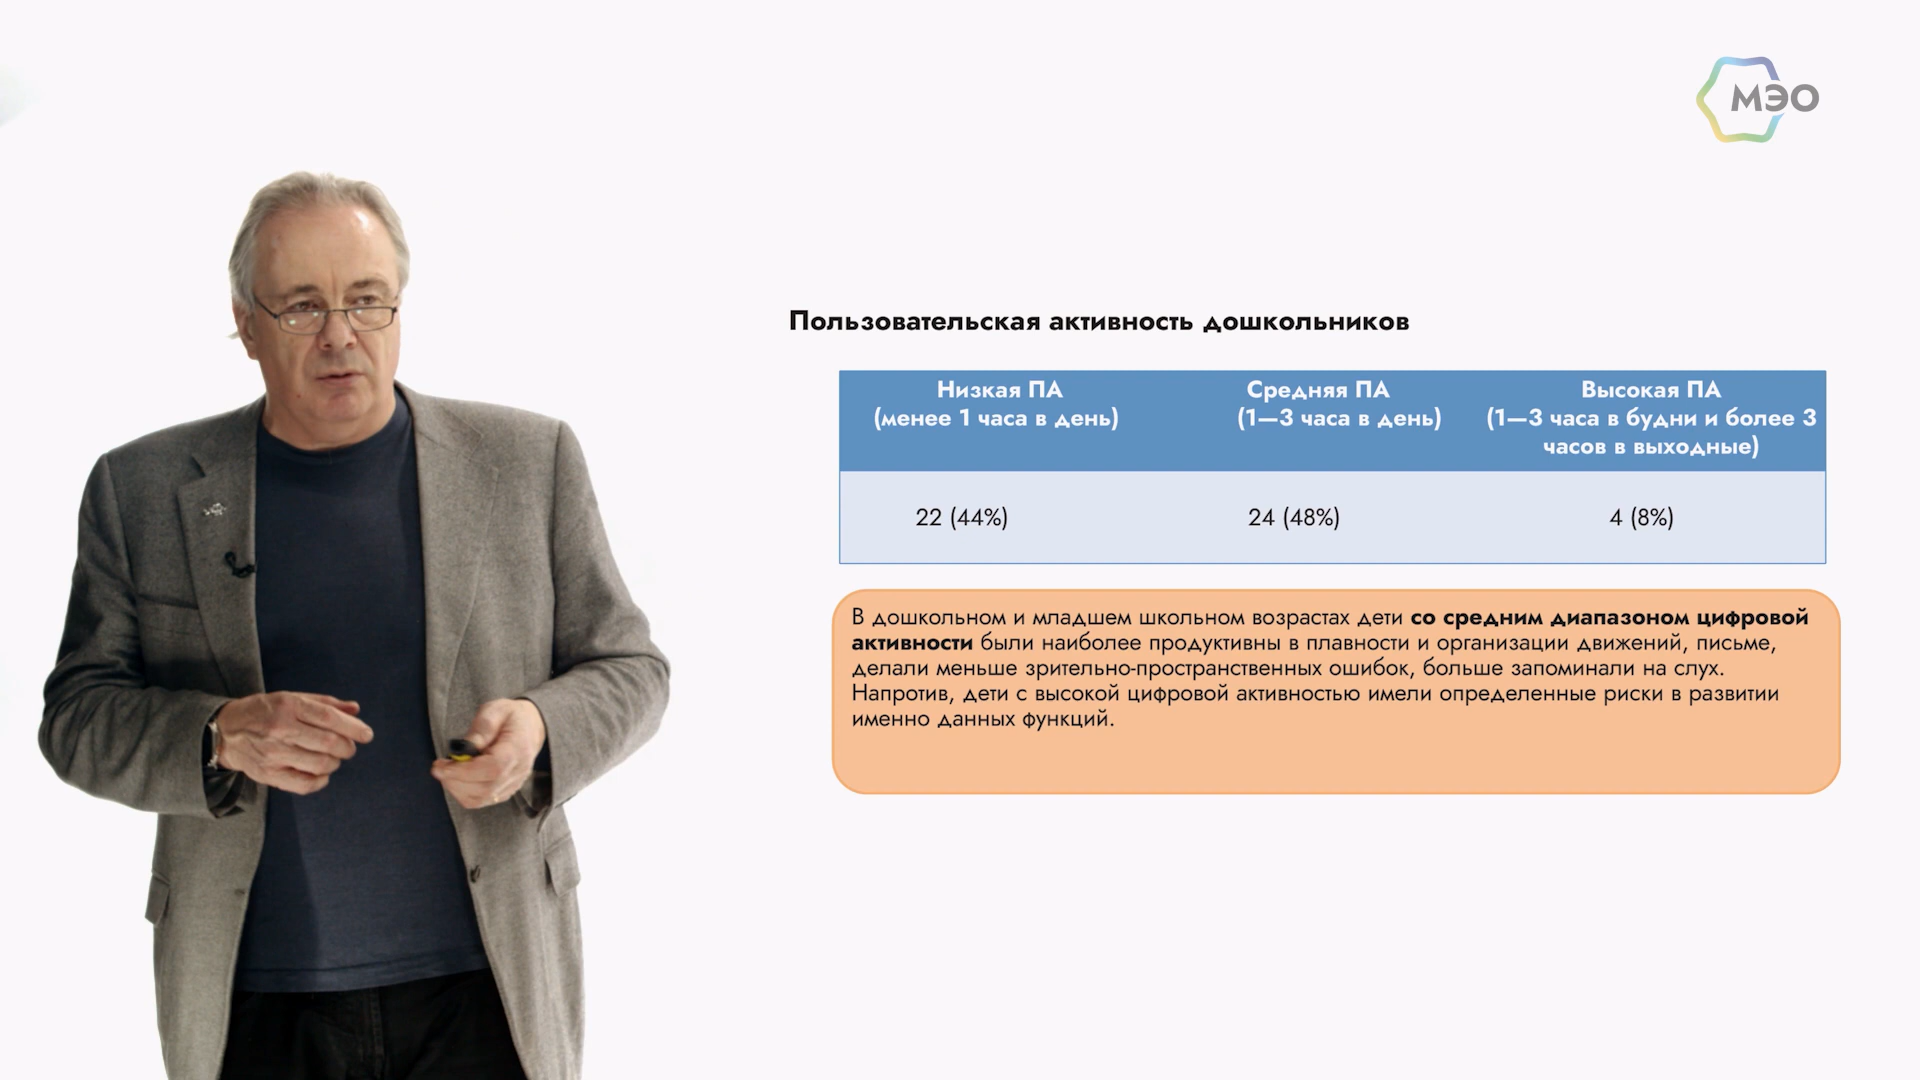 МЭО
Пользовательская активность дошкольников
Низкая ПА
(менее 1 часа в день)
Средняя ПА
(1—3 часа в день)
Высокая ПА
(1—3 часа в будни и более 3
часов в выходные)
22 (44%)
24 (48%)
4 (8%)
В дошкольном и младшем школьном возрастах дети со средним диапазоном цифровой
активности были наиболее продуктивны в плавности и организации движений, письме,
делали меньше зрительно-пространственных ошибок, больше запоминали на слух.
Напротив, дети с высокой цифровой активностью имели определенные риски в развитии
именно данных функций.